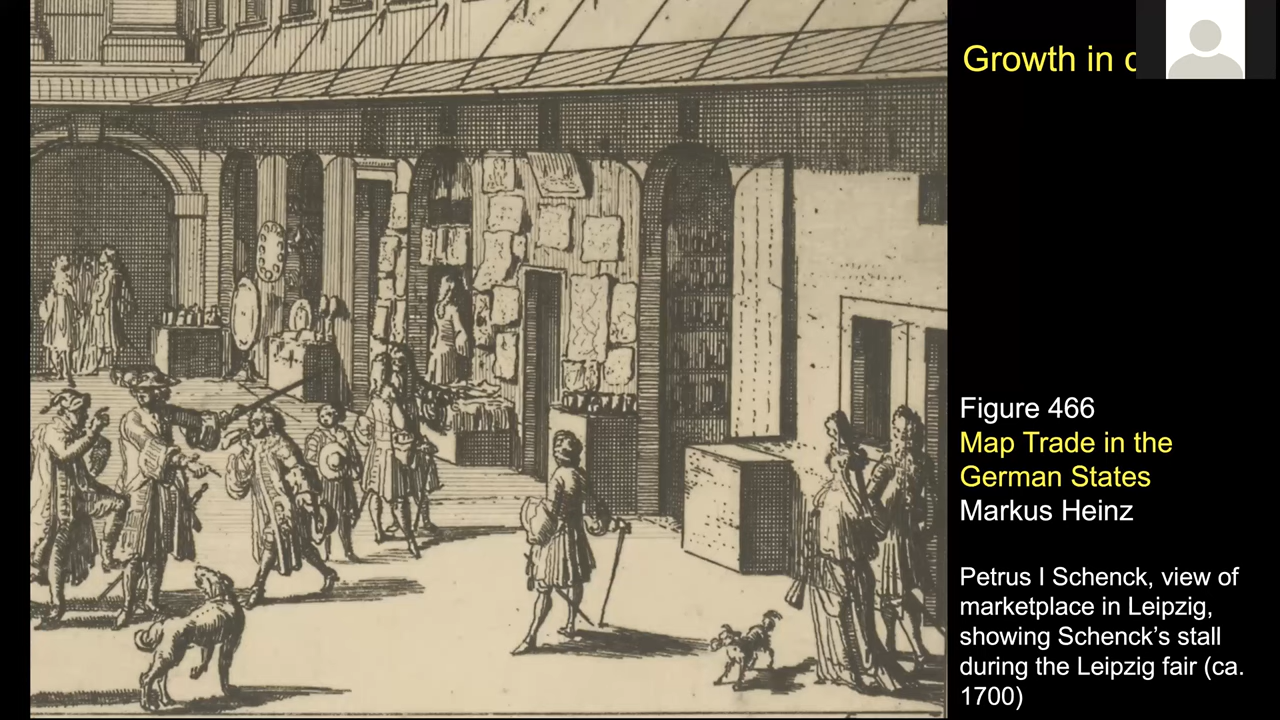 Growth in
Figure 466
Map Trade in the
German States
Markus Heinz
Petrus I Schenck, view of
marketplace in Leipzig,
showing Schenck's stall
during the Leipzig fair (ca.
1700)